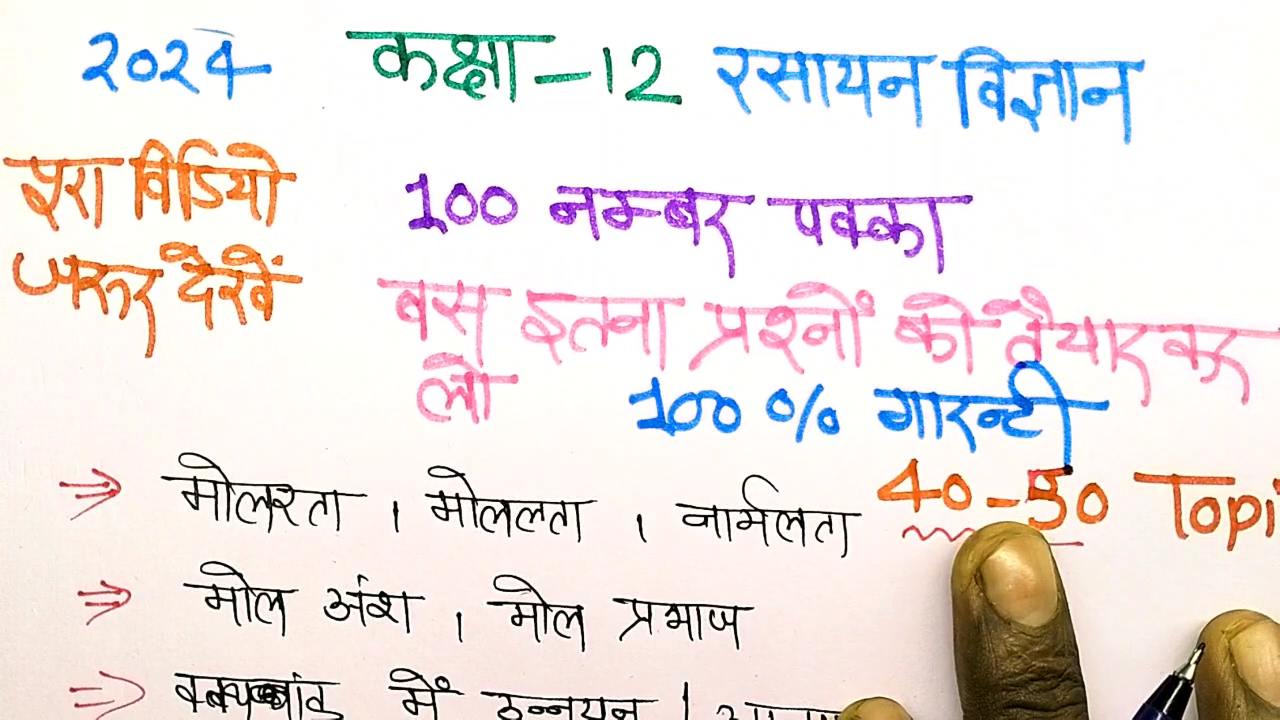 २०२४ कक्षा-12 रसायन विज्ञान
पुरा विडियो
जरुर देखें
100 नम्बर पक्का
बस इतना प्रश्नों को तैयार कर
लो 100 % गारन्टी
40-50 Topi
⇒ मोलरता , मोललता , नार्मलता
⇒ मोल अंश , मोल प्रभाज
⇒ में उन्नयन